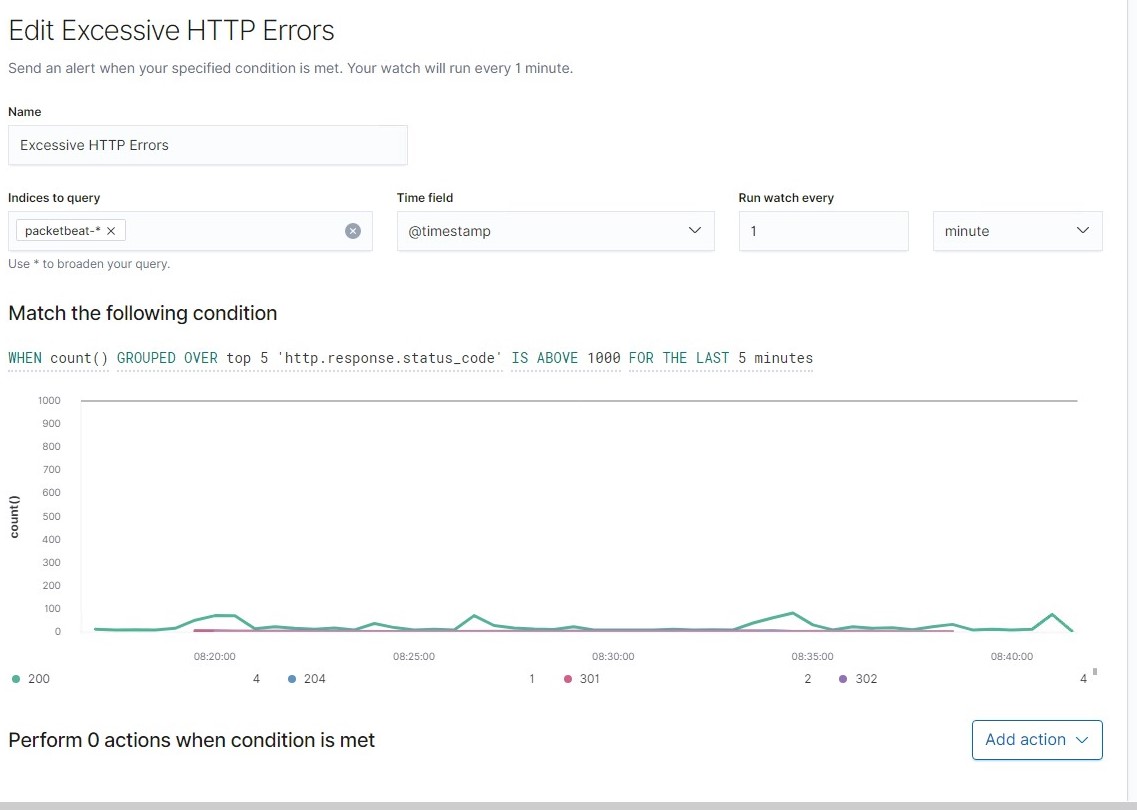 Edit Excessive HTTP Errors
Send an alert when your specified condition is met. Your watch will run every 1 minute.
Name
Excessive HTTP Errors
Indices to query Time field Run watch every
packetbeat-* × @timestamp 1 minute
Use * to broaden your query.
Match the following condition
WHEN count() GROUPED OVER top 5 'http.response.status_code' IS ABOVE 1000 FOR THE LAST 5 minutes
1000
900
800
700
600
500
400
300
200
100
0
count()
08:20:00 08:25:00 08:30:00 08:35:00 08:40:00
200 4 204 1 301 2 302 4
Perform 0 actions when condition is met
Add action